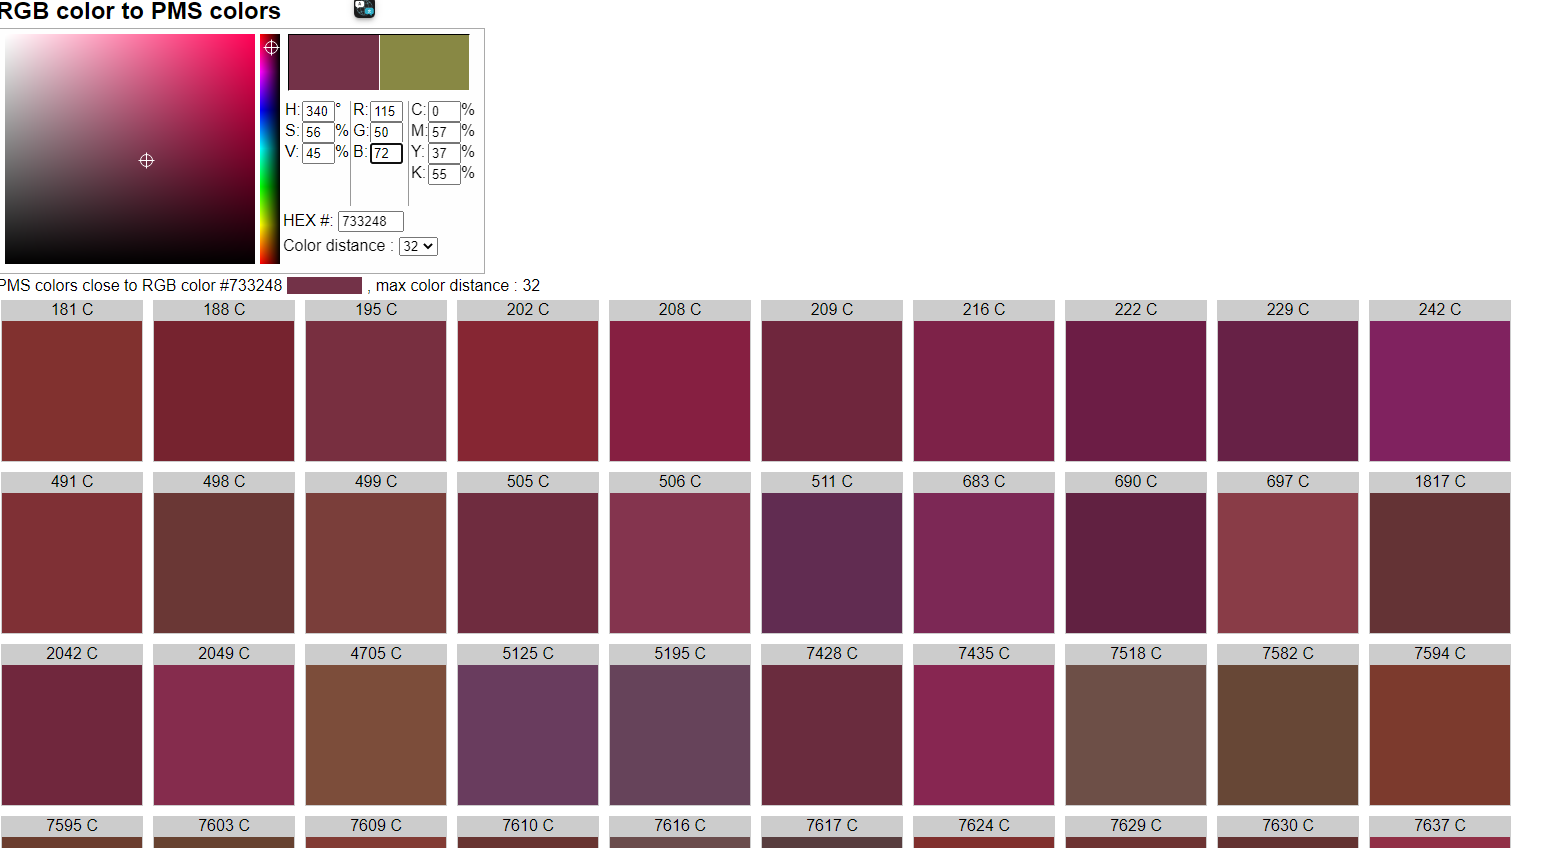 RGB color to PMS colors
H: 340 ° R: 115 C: 0 %
S: 56 % G: 50 M: 57 %
V: 45 % B: 72 Y: 37 %
K: 55 %
HEX #: 733248
Color distance : 32
PMS colors close to RGB color #733248 , max color distance : 32
181 C 188 C 195 C 202 C 208 C 209 C 216 C 222 C 229 C 242 C
491 C 498 C 499 C 505 C 506 C 511 C 683 C 690 C 697 C 1817 C
2042 C 2049 C 4705 C 5125 C 5195 C 7428 C 7435 C 7518 C 7582 C 7594 C
7595 C 7603 C 7609 C 7610 C 7616 C 7617 C 7624 C 7629 C 7630 C 7637 C